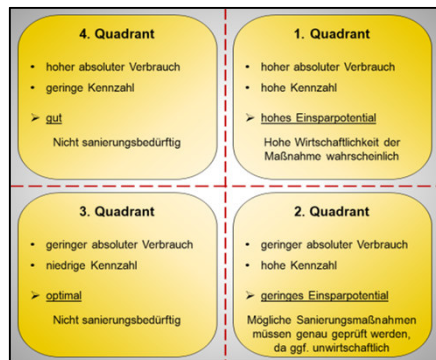 4. Quadrant
• hoher absoluter Verbrauch
• geringe Kennzahl
➢ gut
Nicht sanierungsbedürftig
1. Quadrant
• hoher absoluter Verbrauch
• hohe Kennzahl
➢ hohes Einsparpotential
Hohe Wirtschaftlichkeit der
Maßnahme wahrscheinlich
3. Quadrant
• geringer absoluter Verbrauch
• niedrige Kennzahl
➢ optimal
Nicht sanierungsbedürftig
2. Quadrant
• geringer absoluter Verbrauch
• hohe Kennzahl
➢ geringes Einsparpotential
Mögliche Sanierungsmaßnahmen
müssen genau geprüft werden,
da ggf. unwirtschaftlich